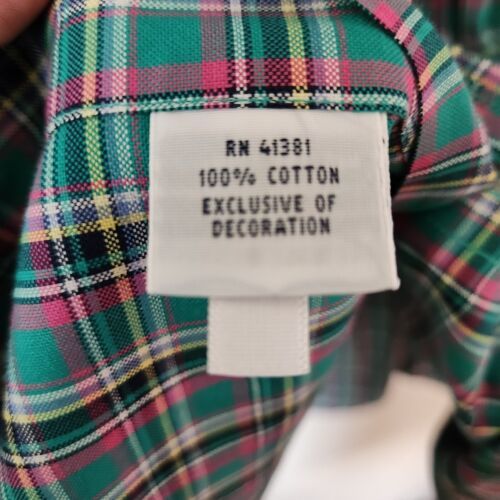 RN 41381
100% COTTON
EXCLUSIVE OF
DECORATION